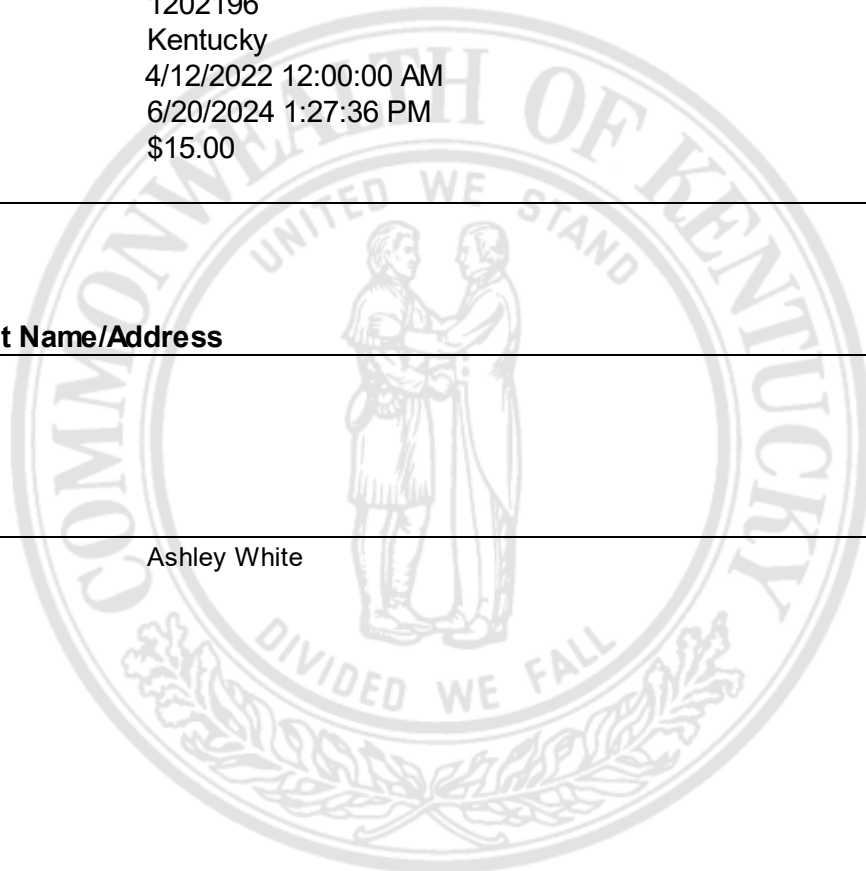 1202196
Kentucky
4/12/2022 12:00:00 AM
6/20/2024 1:27:36 PM
$15.00
t Name/Address
Ashley White
COMMONWEALTH OF KENTUCKY
UNITED WE STAND
DIVIDED WE FALL